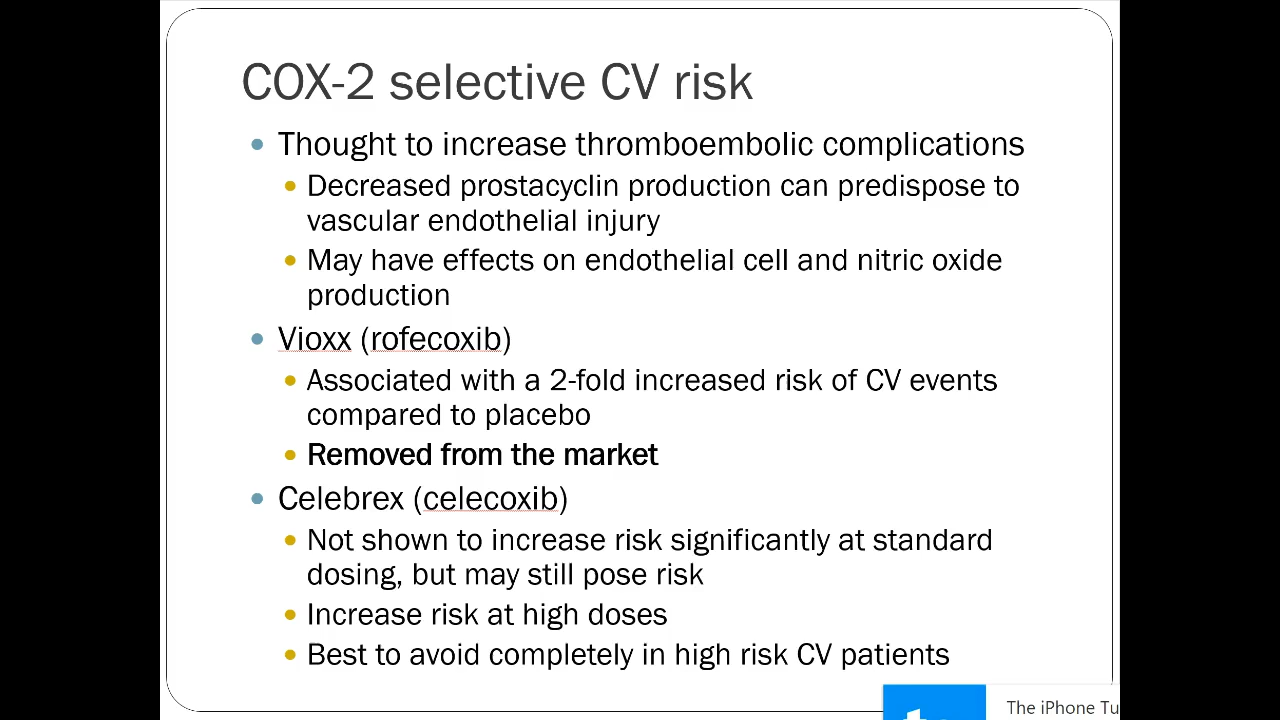 COX-2 selective CV risk
Thought to increase thromboembolic complications
Decreased prostacyclin production can predispose to
vascular endothelial injury
May have effects on endothelial cell and nitric oxide
production
Vioxx (rofecoxib)
Associated with a 2-fold increased risk of CV events
compared to placebo
Removed from the market
Celebrex (celecoxib)
Not shown to increase risk significantly at standard
dosing, but may still pose risk
Increase risk at high doses
Best to avoid completely in high risk CV patients
The iPhone Tu